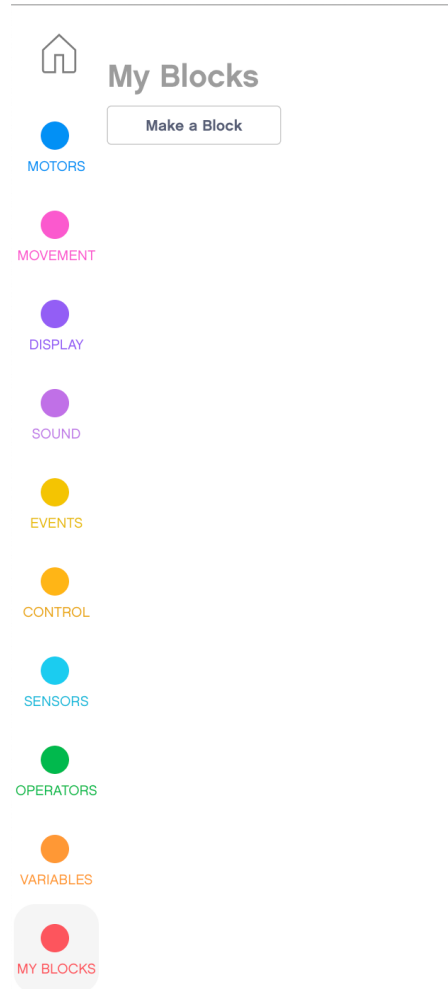 My Blocks
Make a Block
MOTORS
MOVEMENT
DISPLAY
SOUND
EVENTS
CONTROL
SENSORS
OPERATORS
VARIABLES
MY BLOCKS